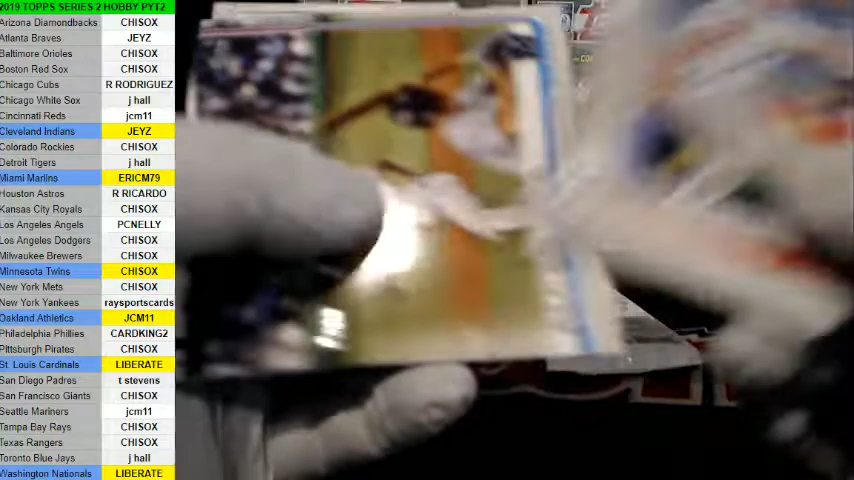 2019 TOPPS SERIES 2 HOBBY PYT2
Arizona Diamondbacks CHISOX
Atlanta Braves JEYZ
Baltimore Orioles CHISOX
Boston Red Sox CHISOX
Chicago Cubs R RODRIGUEZ
Chicago White Sox j hall
Cincinnati Reds jcm11
Cleveland Indians JEYZ
Colorado Rockies CHISOX
Detroit Tigers j hall
Miami Marlins ERICM79
Houston Astros R RICARDO
Kansas City Royals CHISOX
Los Angeles Angels PCNELLY
Los Angeles Dodgers CHISOX
Milwaukee Brewers CHISOX
Minnesota Twins CHISOX
New York Mets CHISOX
New York Yankees raysportscards
Oakland Athletics JCM11
Philadelphia Phillies CARDKING2
Pittsburgh Pirates CHISOX
St. Louis Cardinals LIBERATE
San Diego Padres t stevens
San Francisco Giants CHISOX
Seattle Mariners jcm11
Tampa Bay Rays CHISOX
Texas Rangers CHISOX
Toronto Blue Jays j hall
Washington Nationals LIBERATE